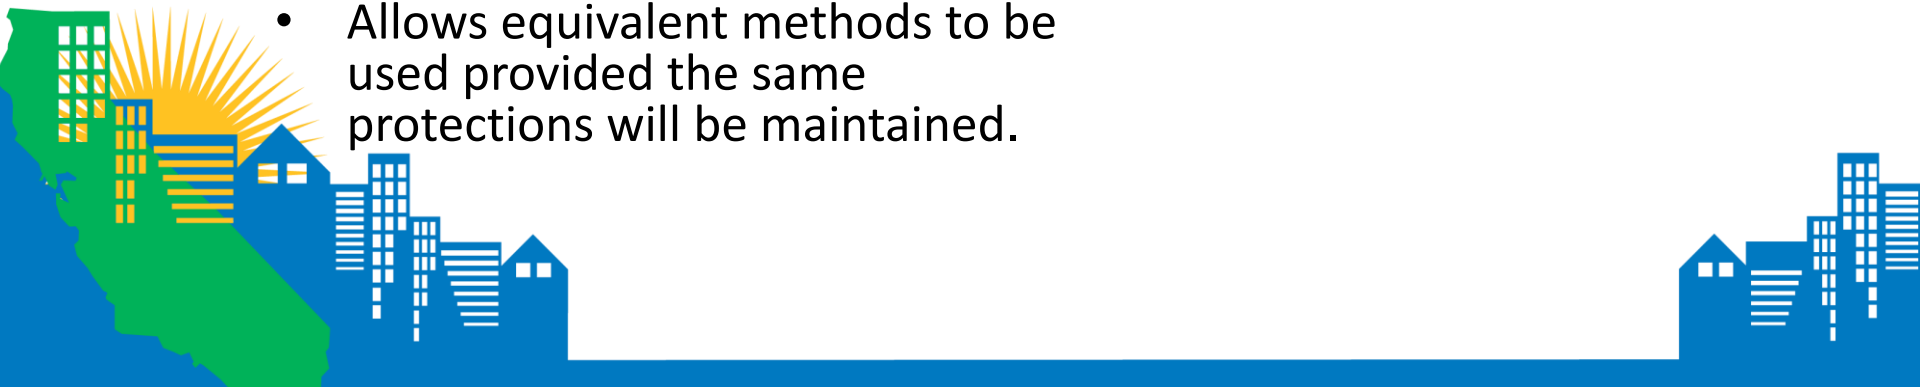 • Allows equivalent methods to be
used provided the same
protections will be maintained.